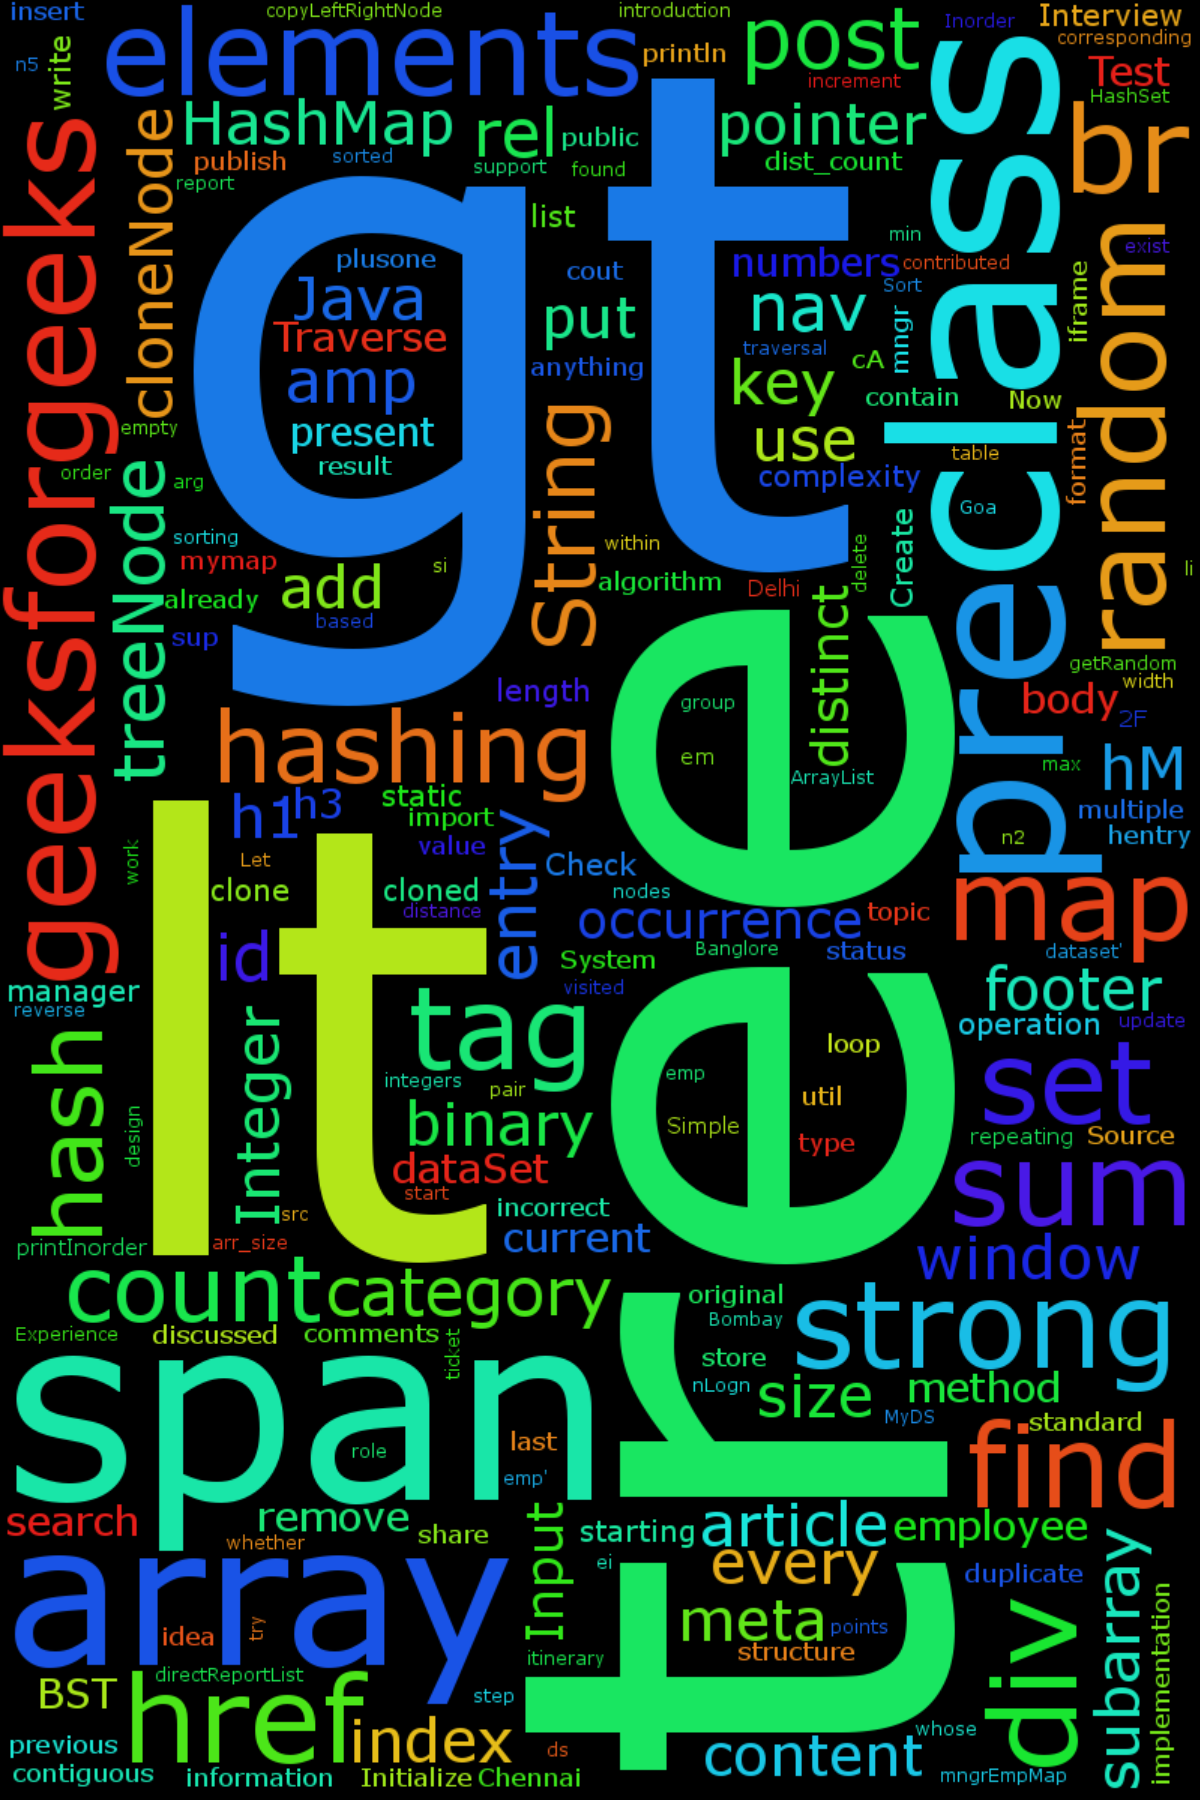 insert
copyLeftRightNode
introduction
Inorder
Interview
corresponding
n5
write
elements
println
post
increment
Test
HashSet
geeksforgeeks
cloneNode
HashMap
rel
public
pointer
class
br
publish
sorted
support
found
dist_count
report
gt
list
min
numbers
contributed
exist
plusone
Java
Traverse
amp
present
result
cout
put
anything
nav
Sort
mngr
iframe
random
traversal
key
cA
contain
Now
use
table
format
complexity
String
empty
order
arg
treeNode
sorting
mymap
already
add
si
based
sup
within
algorithm
Delhi
delete
Create
Goa
pre
li
distinct
getRandom
width
body
2F
length
hashing
tree
group
em
ArrayList
max
hM
multiple
hentry
n2
h1
h3
static
import
value
entry
Check
work
Let
clone
cloned
distance
nodes
occurrence
topic
map
lt
id
System
visited
Banglore
status
dataset'
manager
reverse
footer
operation
update
hash
Integer
tag
integers
pair
loop
emp
util
Simple
type
set
repeating
Source
design
binary
dataSet
start
src
arr_size
printInorder
incorrect
current
sum
window
count
category
original
Bombay
strong
Experience
discussed
comments
ticket
store
nLogn
size
method
MyDS
standard
span
role
last
emp'
find
search
remove
whether
share
Input
starting
article
employee
ei
every
duplicate
subarray
array
idea
try
meta
points
structure
implementation
itinerary
div
BST
directReportList
href
step
index
ds
whose
previous
contiguous
information
Initialize
Chennai
content
mngrEmpMap